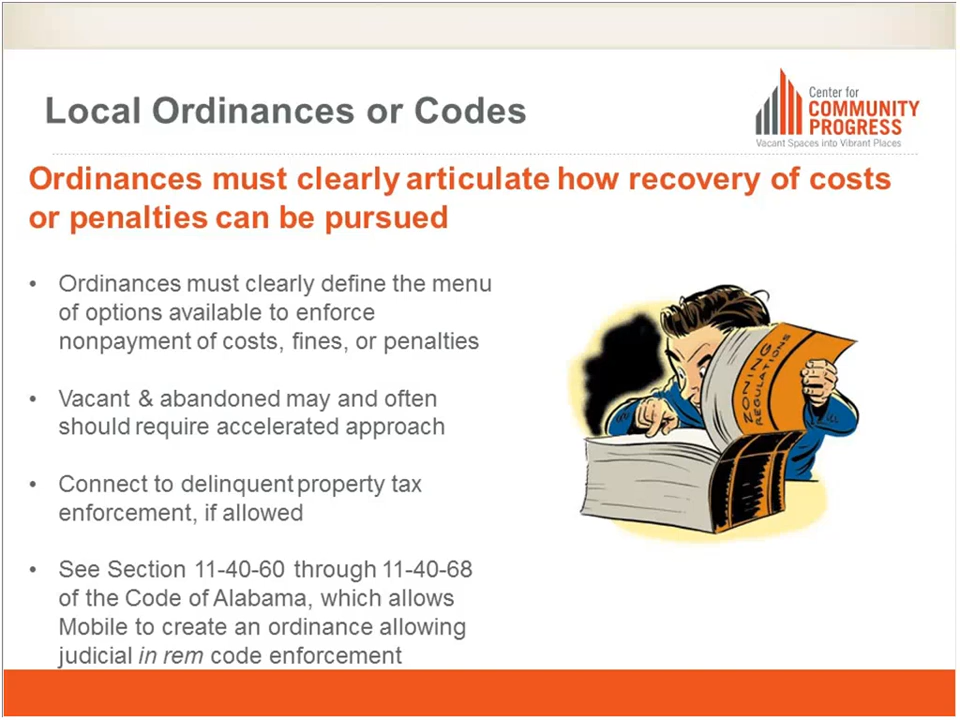 Local Ordinances or Codes
Center for
COMMUNITY
PROGRESS
Vacant Spaces into Vibrant Places
Ordinances must clearly articulate how recovery of costs
or penalties can be pursued
• Ordinances must clearly define the menu
of options available to enforce
nonpayment of costs, fines, or penalties
• Vacant & abandoned may and often
should require accelerated approach
• Connect to delinquent property tax
enforcement, if allowed
• See Section 11-40-60 through 11-40-68
of the Code of Alabama, which allows
Mobile to create an ordinance allowing
judicial in rem code enforcement
ZONING
REGULATIONS